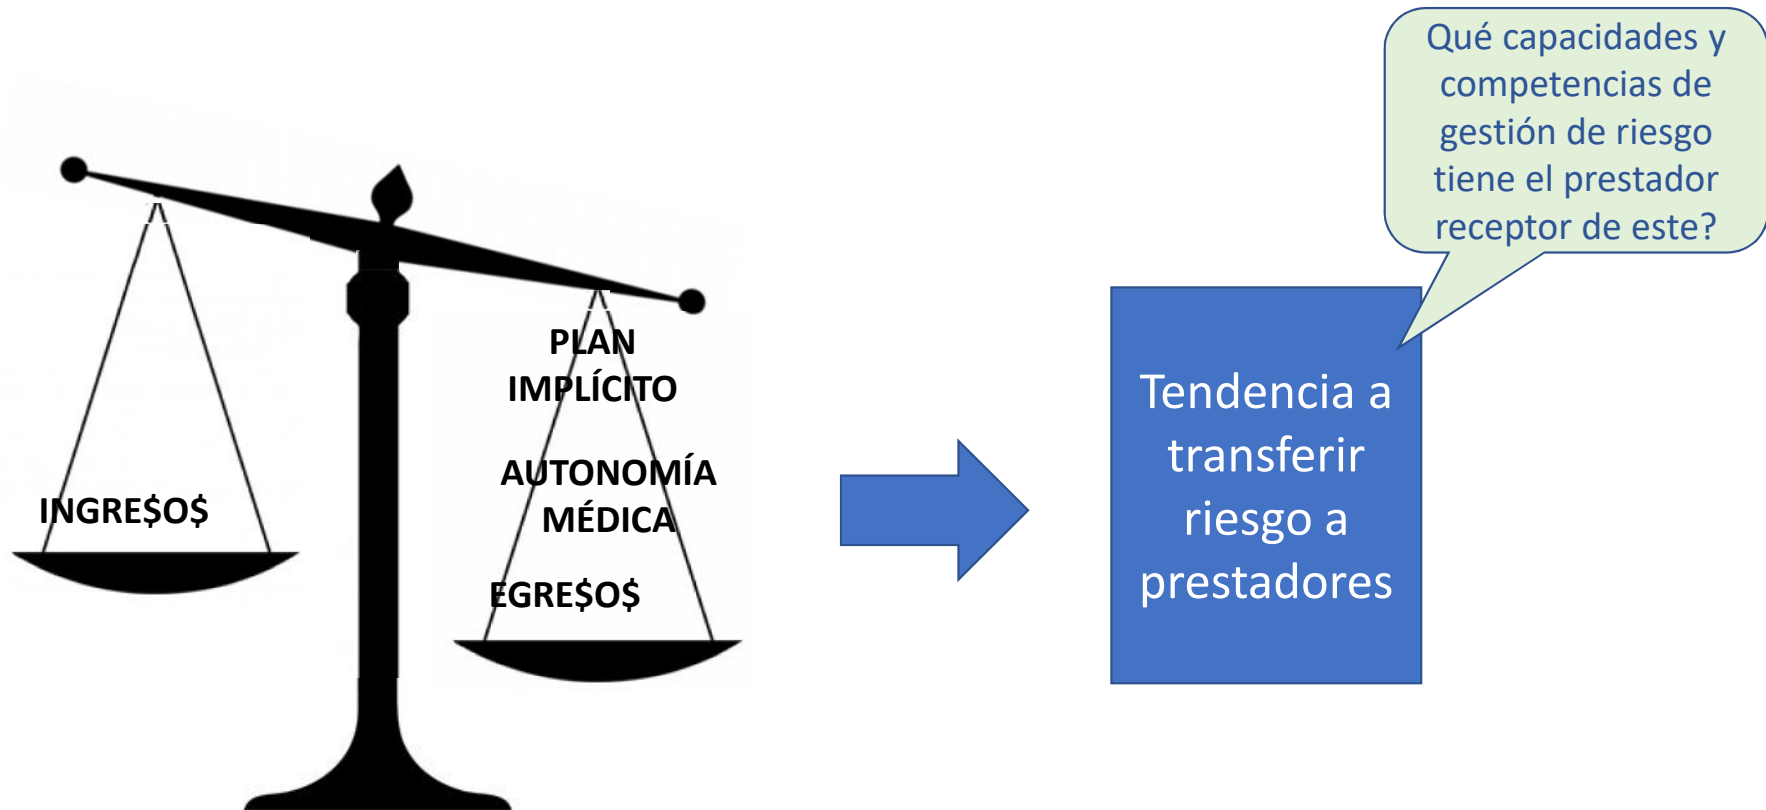 INGRE$O$
PLAN
IMPLÍCITO
AUTONOMÍA
MÉDICA
EGRE$O$
Tendencia a
transferir
riesgo a
prestadores
Qué capacidades y
competencias de
gestión de riesgo
tiene el prestador
receptor de este?